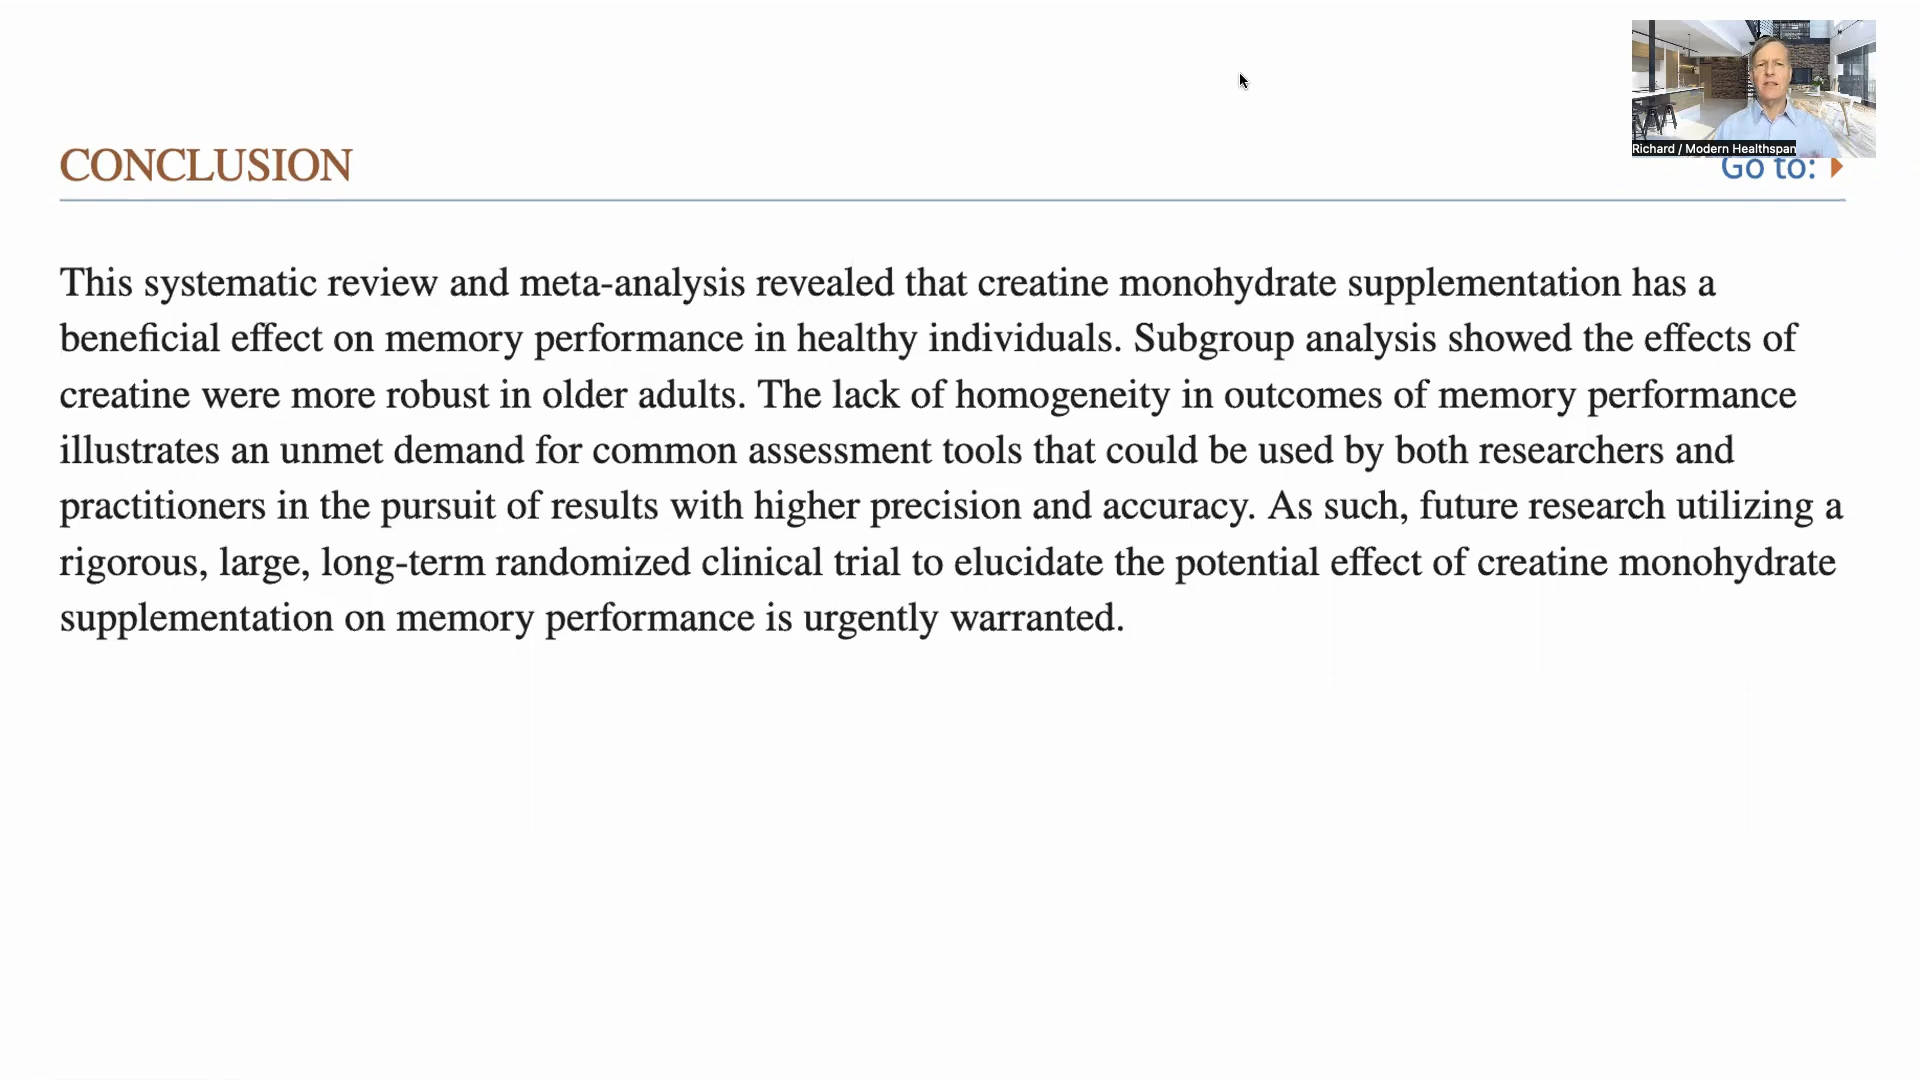 Richard / Modern Healthspan
CONCLUSION
Go to:
This systematic review and meta-analysis revealed that creatine monohydrate supplementation has a
beneficial effect on memory performance in healthy individuals. Subgroup analysis showed the effects of
creatine were more robust in older adults. The lack of homogeneity in outcomes of memory performance
illustrates an unmet demand for common assessment tools that could be used by both researchers and
practitioners in the pursuit of results with higher precision and accuracy. As such, future research utilizing a
rigorous, large, long-term randomized clinical trial to elucidate the potential effect of creatine monohydrate
supplementation on memory performance is urgently warranted.